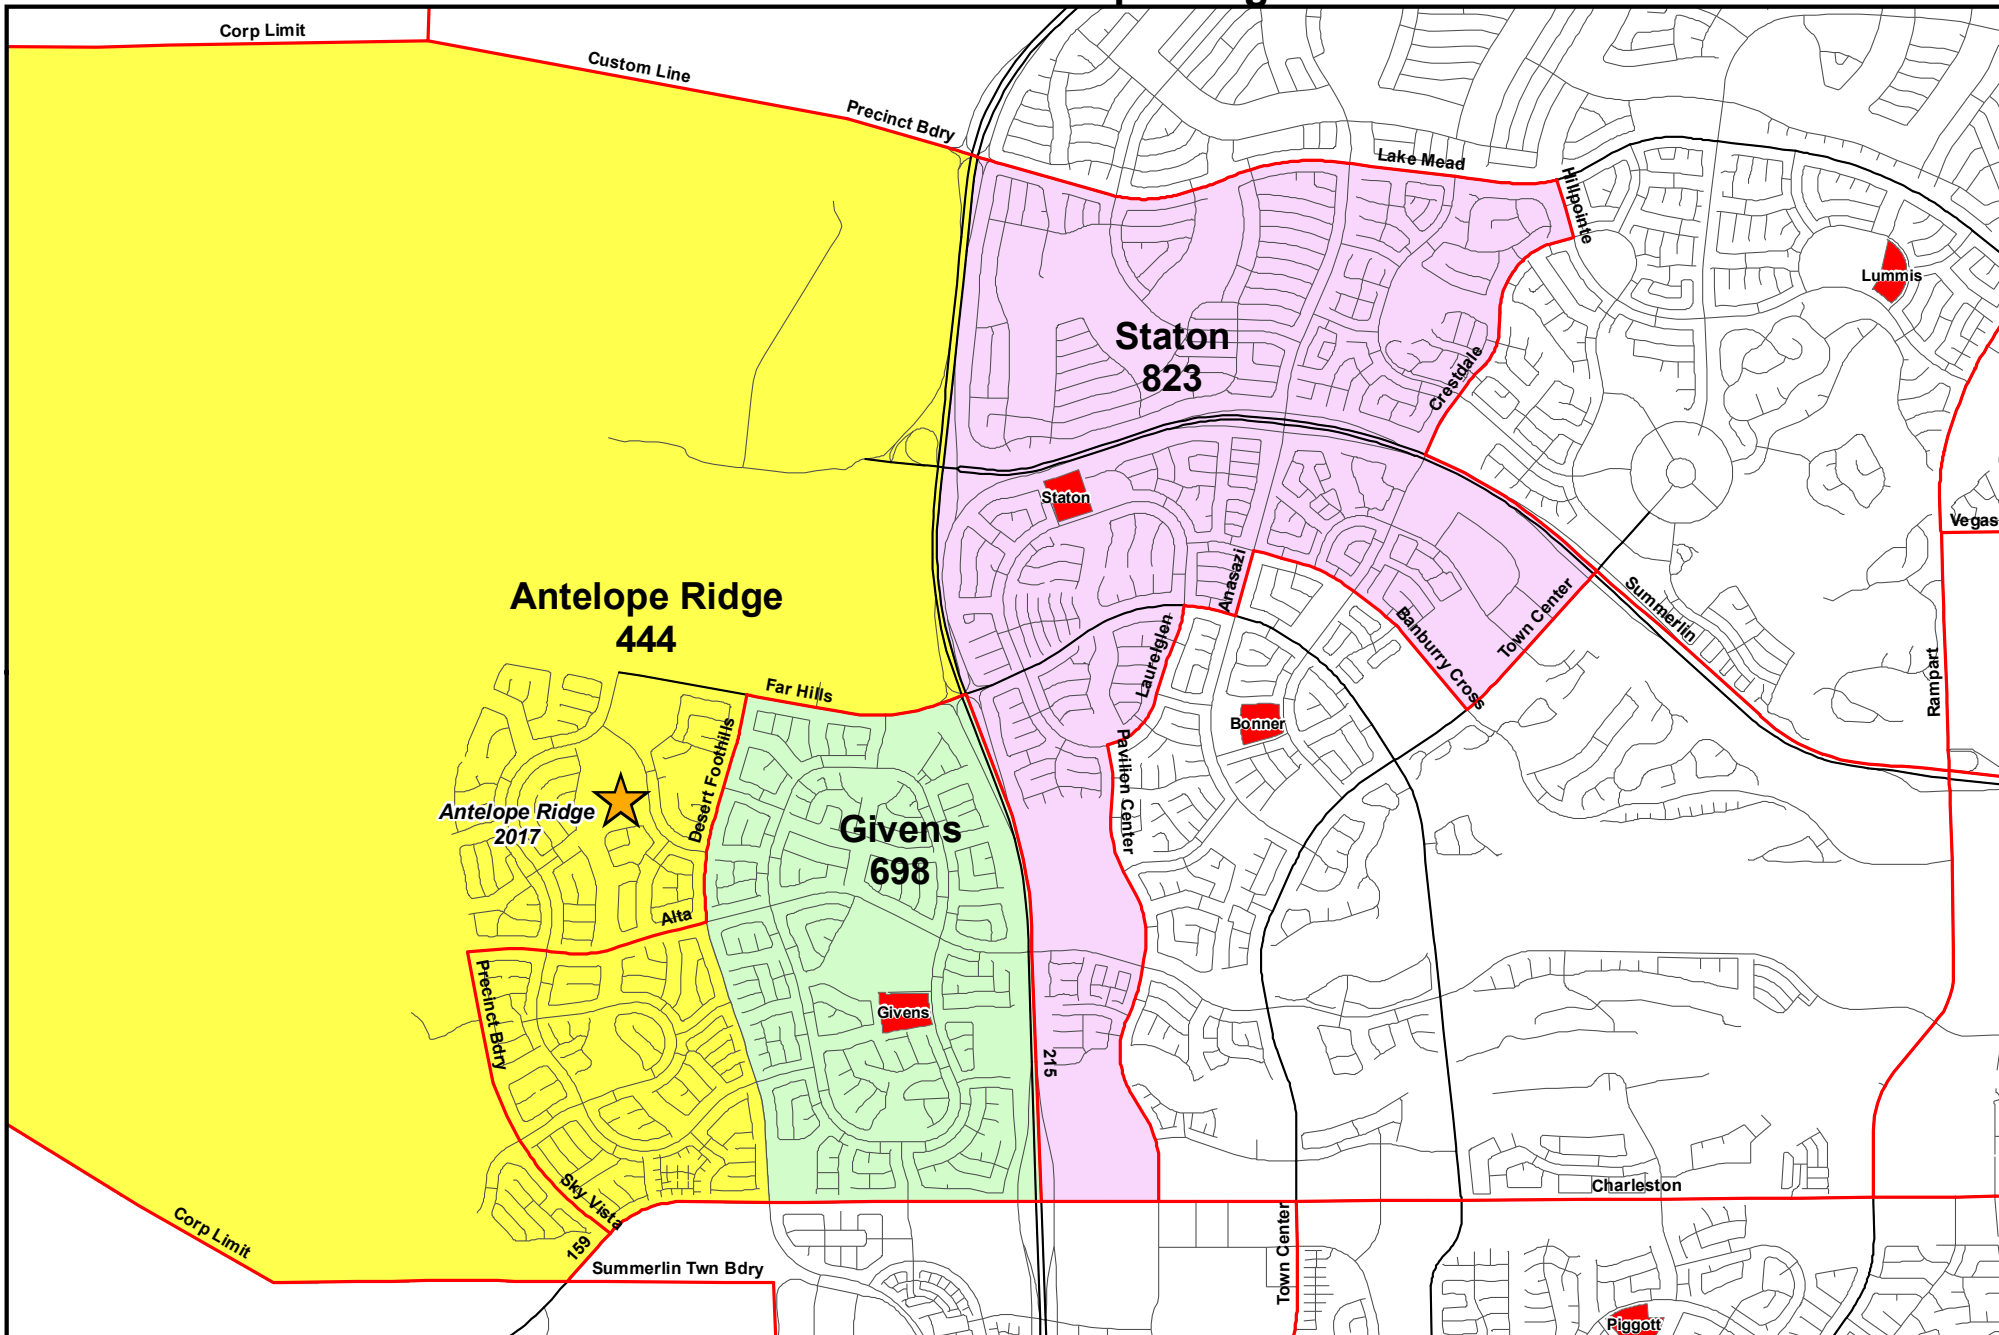 Corp Limit
Custom Line
Precinct Bdry
Lake Mead
Hillpointe
Lummis
Staton
823
Crestdale
Staton
Vegas
Anasazi
Antelope Ridge
444
Town Center
Summerlin
Banburry Cross
Laurelglen
Rampart
Far Hills
Bonner
Desert Foothills
Pavilion Center
Antelope Ridge
2017
Givens
698
Alta
Precinct Bdry
Givens
215
Charleston
Sky Vista
Corp Limit
159
Summerlin Twn Bdry
Town Center
Piggott